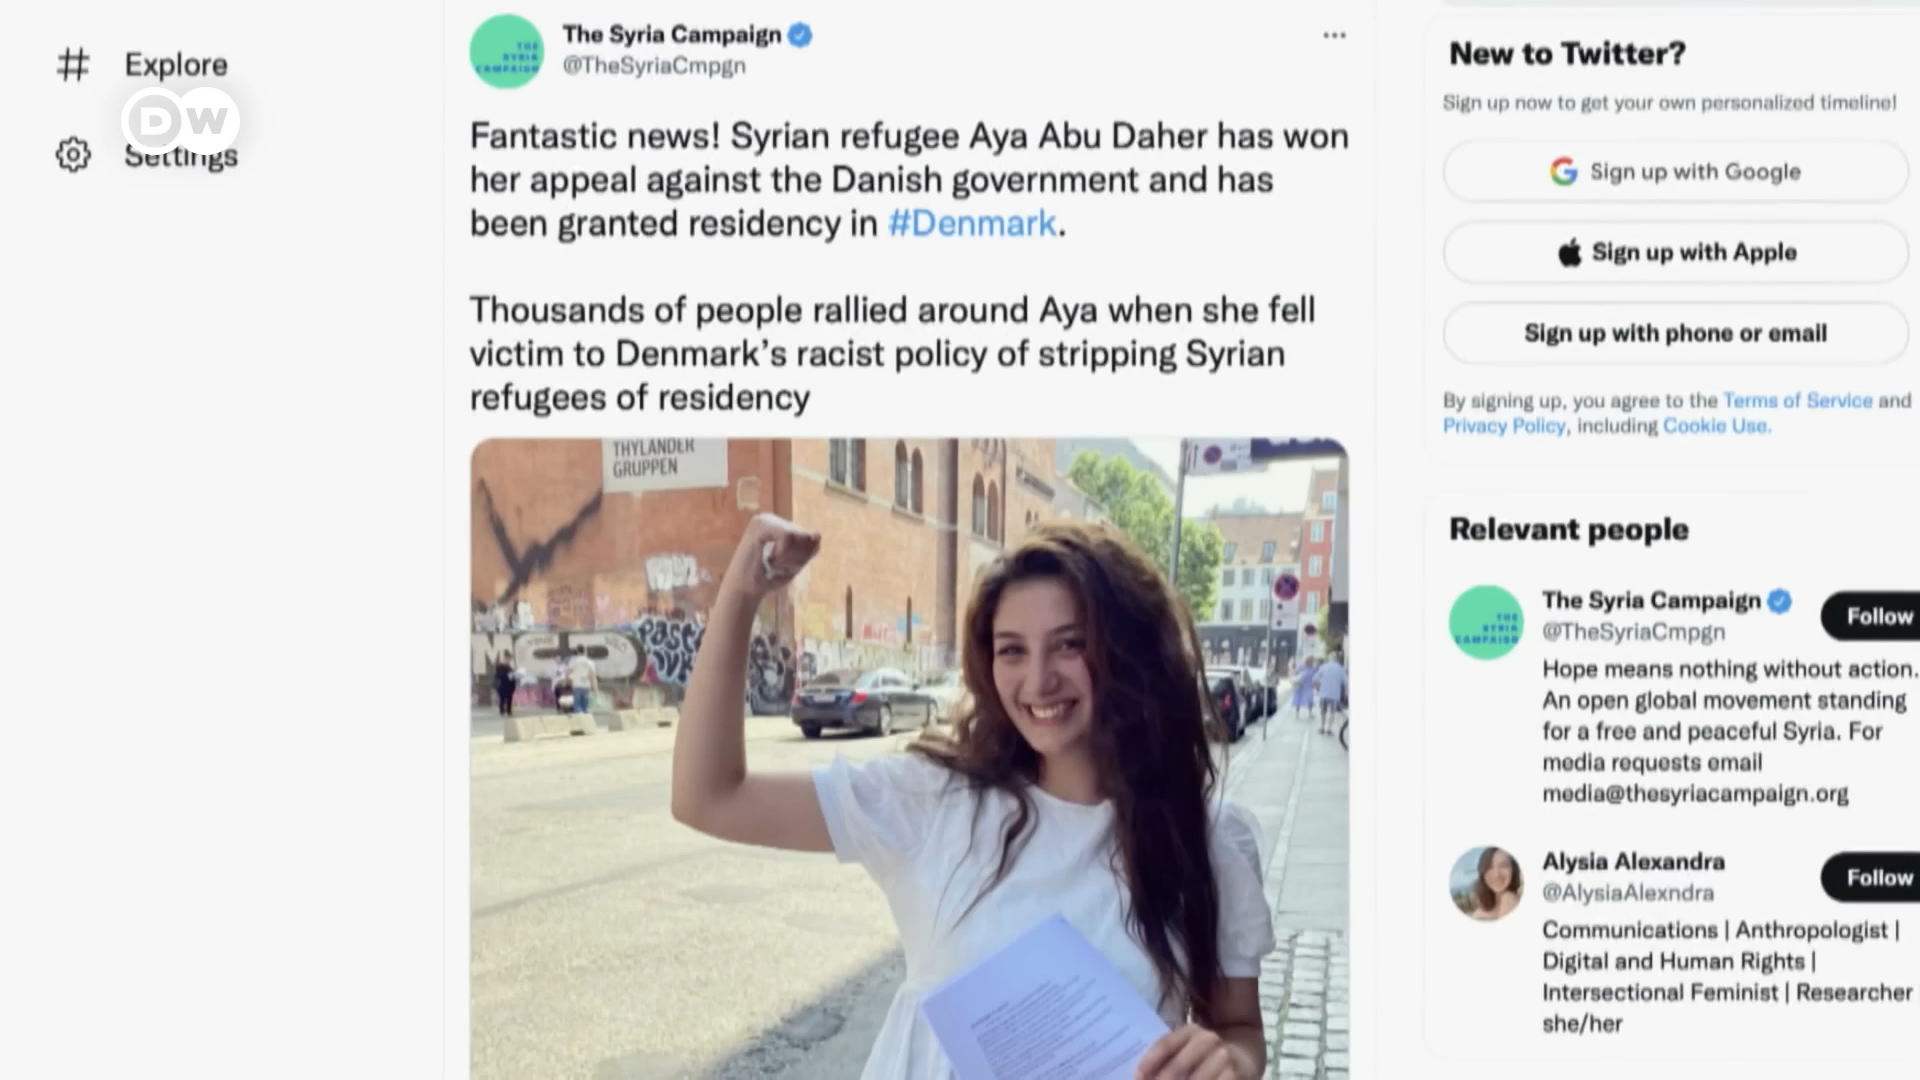 Explore
DW
Settings
The Syria Campaign
@TheSyriaCmpgn
THE
SYRIA
CAMPAIGN
Fantastic news! Syrian refugee Aya Abu Daher has won
her appeal against the Danish government and has
been granted residency in #Denmark.
Thousands of people rallied around Aya when she fell
victim to Denmark’s racist policy of stripping Syrian
refugees of residency
THYLANDER
GRUPPEN
New to Twitter?
Sign up now to get your own personalized timeline!
Sign up with Google
Sign up with Apple
Sign up with phone or email
By signing up, you agree to the Terms of Service and
Privacy Policy, including Cookie Use.
Relevant people
THE
SYRIA
CAMPAIGN
The Syria Campaign
@TheSyriaCmpgn
Follow
Hope means nothing without action.
An open global movement standing
for a free and peaceful Syria. For
media requests email
media@thesyriacampaign.org
Alysia Alexandra
@AlysiaAlexndra
Follow
Communications | Anthropologist |
Digital and Human Rights |
Intersectional Feminist | Researcher
she/her